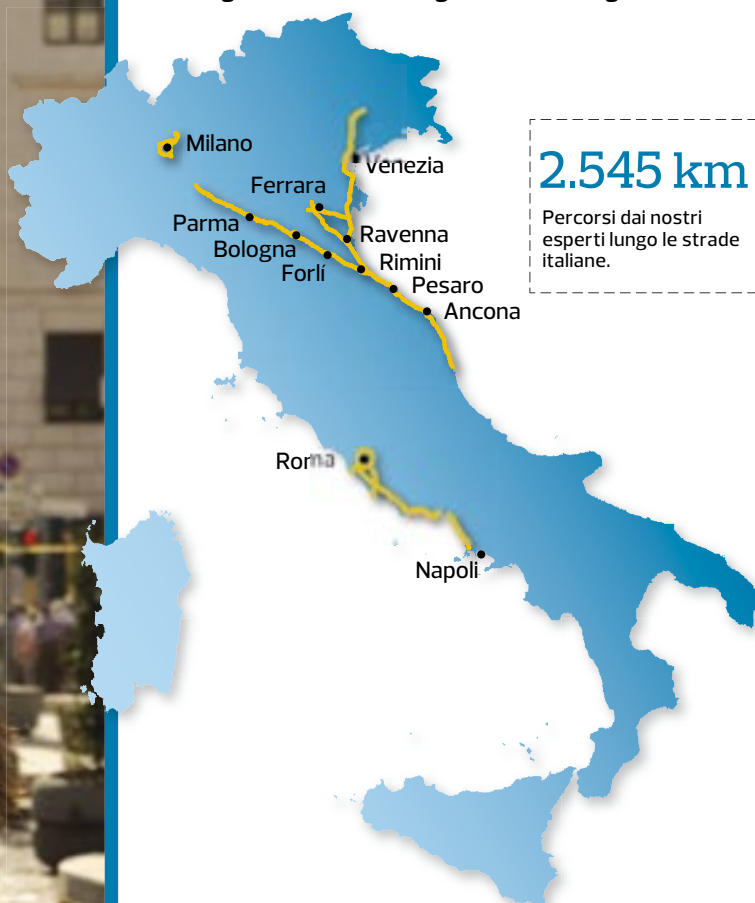 Milano
Venezia
Ferrara
Parma
Ravenna
Bologna
Rimini
Forlí
Pesaro
Ancona
Roma
Napoli
2.545 km
Percorsi dai nostri
esperti lungo le strade
italiane.